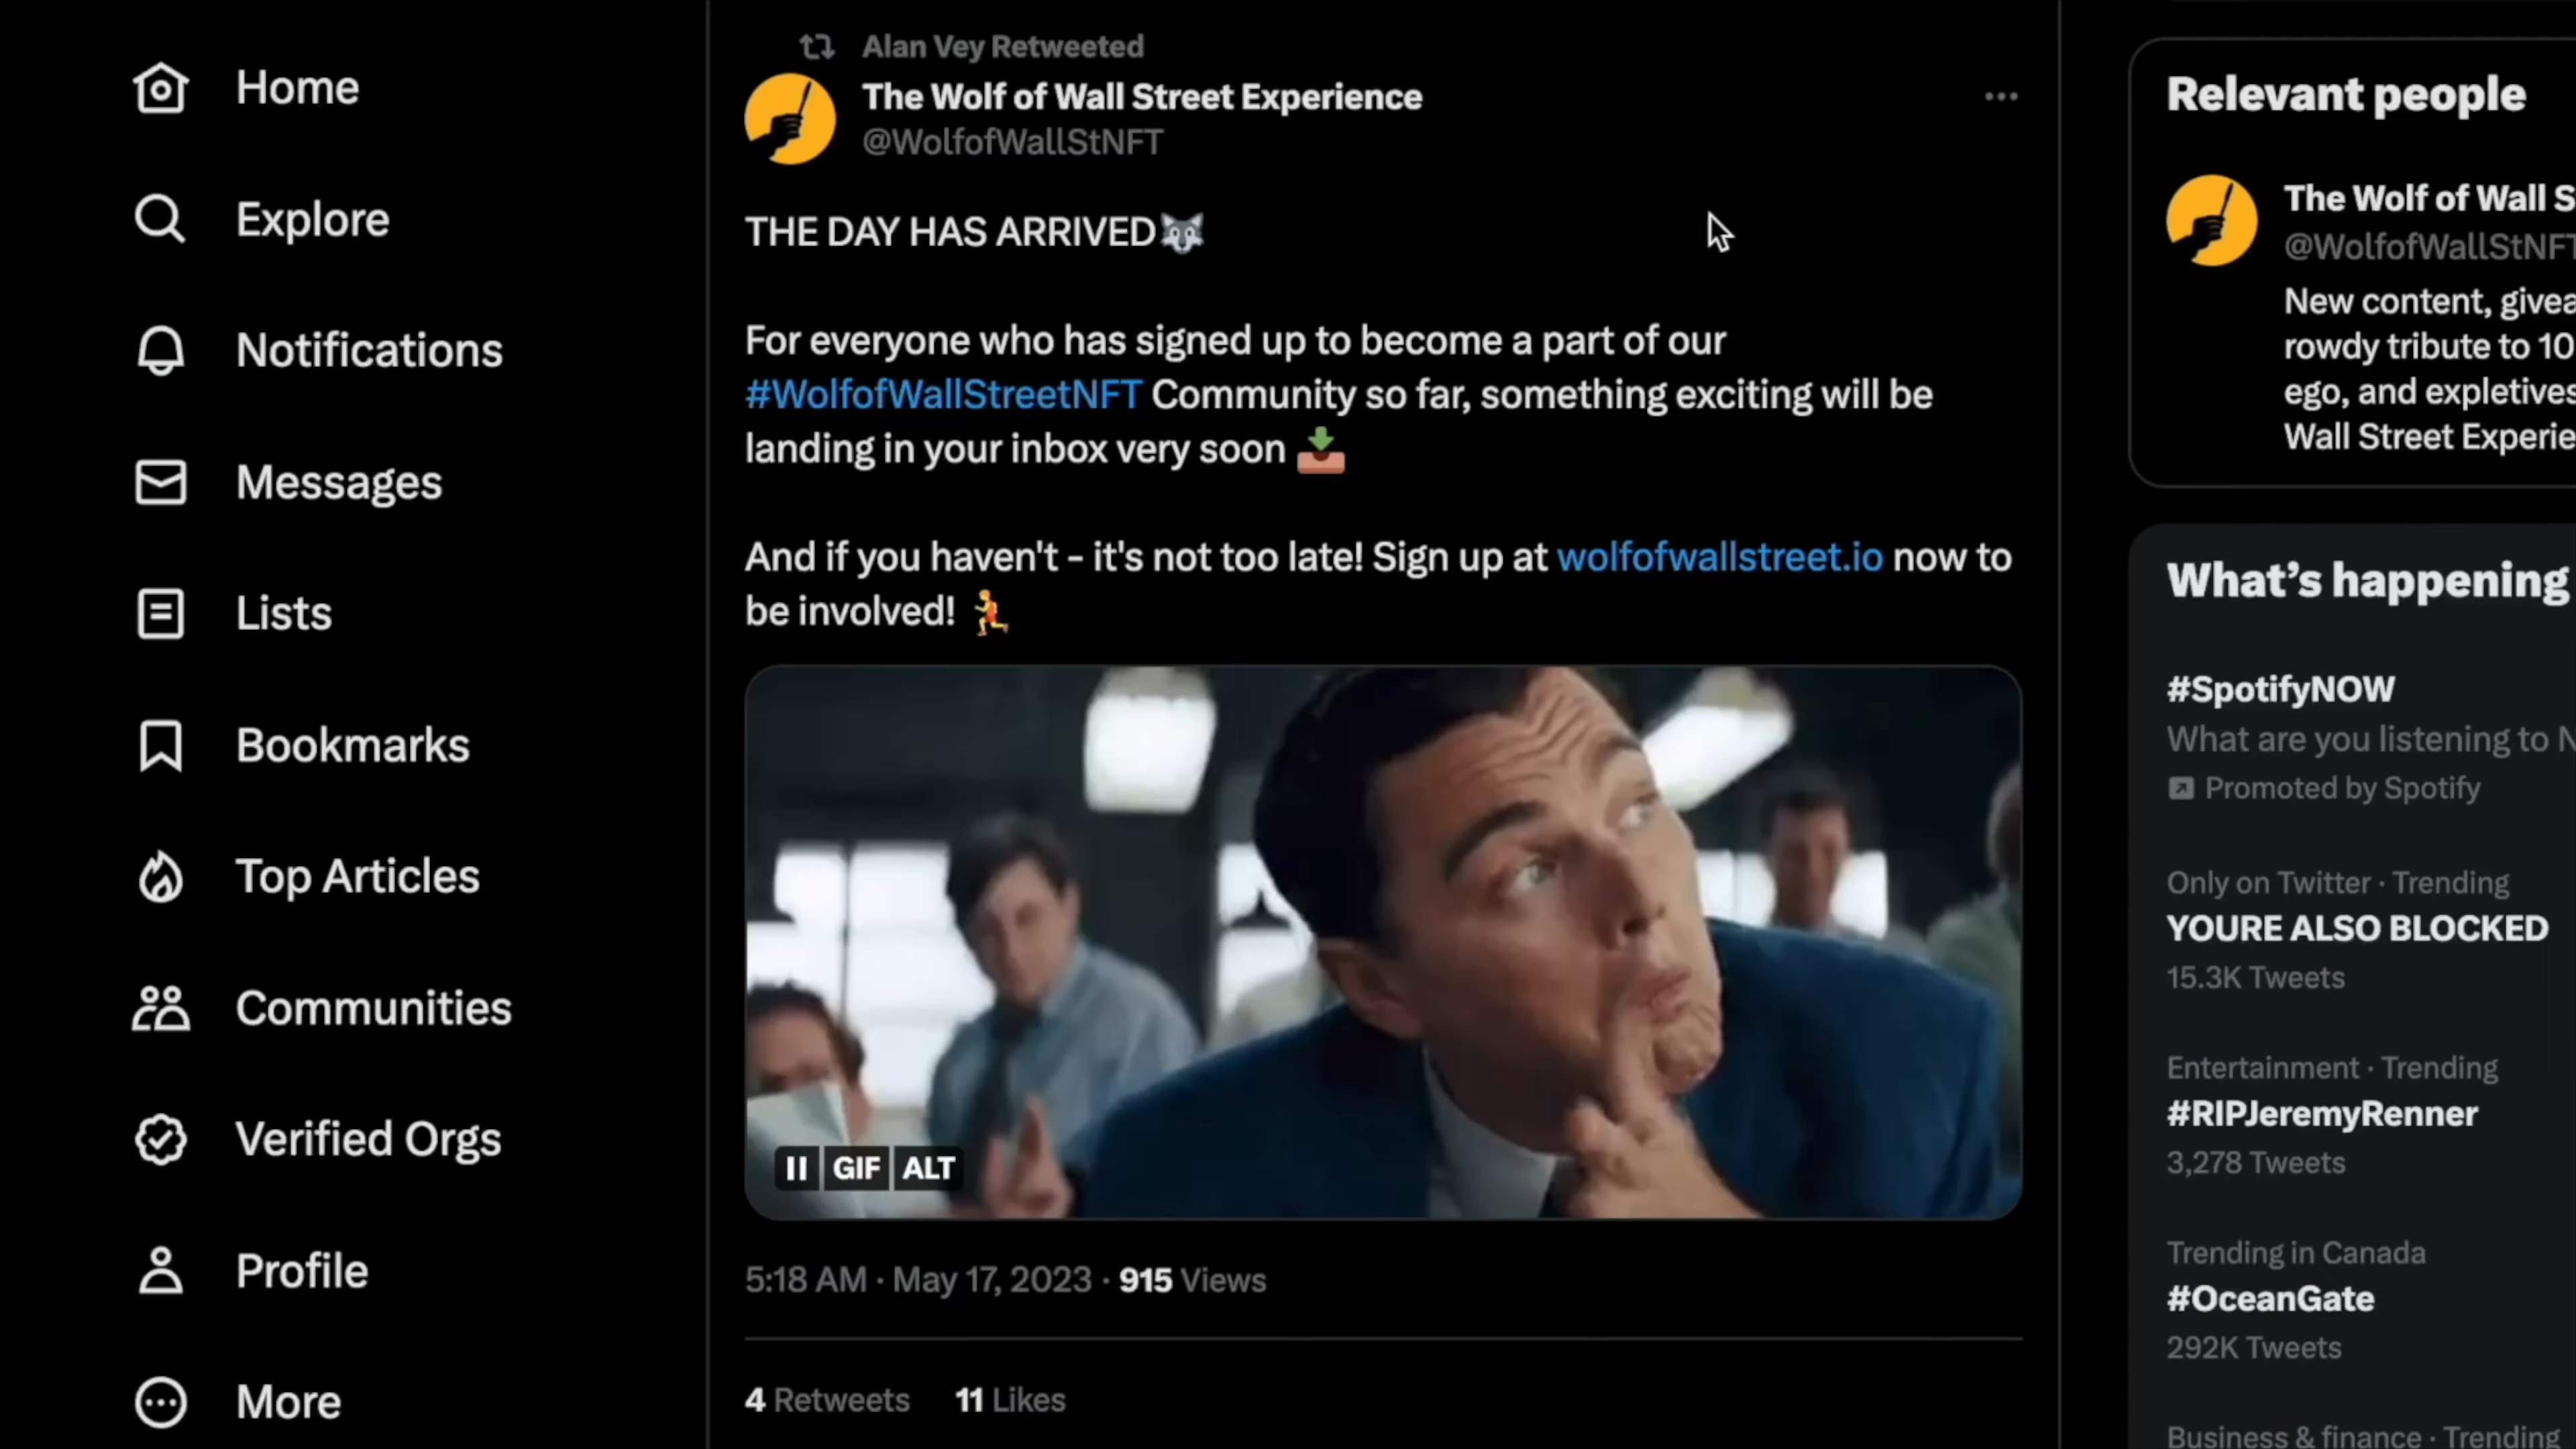 Home
Explore
Notifications
Messages
Lists
Bookmarks
Top Articles
Communities
Verified Orgs
Profile
More
Alan Vey Retweeted
The Wolf of Wall Street Experience
@WolfofWallStNFT
THE DAY HAS ARRIVED🐺
For everyone who has signed up to become a part of our
#WolfofWallStreetNFT Community so far, something exciting will be
landing in your inbox very soon 📥
And if you haven't - it's not too late! Sign up at wolfofwallstreet.io now to
be involved! 🏃
GIF ALT
5:18 AM · May 17, 2023 · 915 Views
4 Retweets 11 Likes
Relevant people
The Wolf of Wall S
@WolfofWallStNFT
New content, givea
rowdy tribute to 10
ego, and expletives
Wall Street Experie
What's happening
#SpotifyNOW
What are you listening to N
Promoted by Spotify
Only on Twitter · Trending
YOURE ALSO BLOCKED
15.3K Tweets
Entertainment · Trending
#RIPJeremyRenner
3,278 Tweets
Trending in Canada
#OceanGate
292K Tweets
Business & finance · Trending